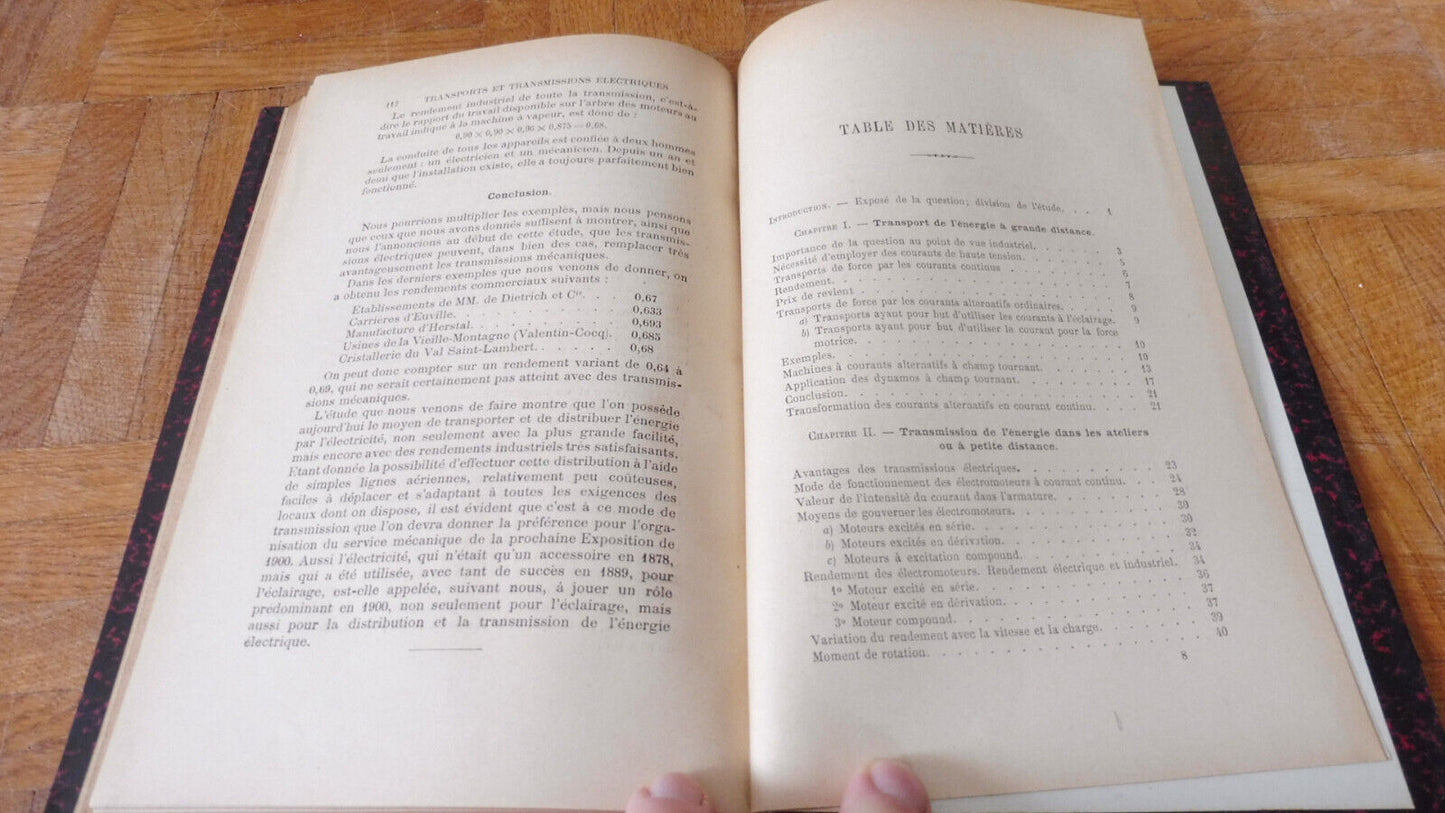 112 TRANSPORTS ET TRANSMISSIONS ÉLECTRIQUES
Le rendement industriel de toute la transmission, c'est-à-
dire le rapport du travail disponible sur l'arbre des moteurs au
travail indiqué à la machine à vapeur, est donc de :
0,90 × 0,90 × 0,96 × 0,875 = 0,68.
La conduite de tous les appareils est confiée à deux hommes
seulement : un électricien et un mécanicien. Depuis un an et
demi que l'installation existe, elle a toujours parfaitement bien
fonctionné.
Conclusion.
Nous pourrions multiplier les exemples, mais nous pensons
que ceux que nous avons donnés suffisent à montrer, ainsi que
nous l'annoncions au début de cette étude, que les transmis-
sions électriques peuvent, dans bien des cas, remplacer très
avantageusement les transmissions mécaniques.
Dans les derniers exemples que nous venons de donner, on
a obtenu les rendements commerciaux suivants :
Etablissements de MM. de Dietrich et Cie. . . 0,67
Carrières d'Euville. . . . . . . . 0,633
Manufacture d'Herstal. . . . . . . 0,693
Usines de la Vieille-Montagne (Valentin-Cocq). 0,685
Cristallerie du Val Saint-Lambert. . . . . 0,68
On peut donc compter sur un rendement variant de 0,64 à
0,69, qui ne serait certainement pas atteint avec des transmis-
sions mécaniques.
L'étude que nous venons de faire montre que l'on possède
aujourd'hui le moyen de transporter et de distribuer l'énergie
par l'électricité, non seulement avec la plus grande facilité,
mais encore avec des rendements industriels très satisfaisants.
Etant donnée la possibilité d'effectuer cette distribution à l'aide
de simples lignes aériennes, relativement peu coûteuses,
faciles à déplacer et s'adaptant à toutes les exigences des
locaux dont on dispose, il est évident que c'est à ce mode de
transmission que l'on devra donner la préférence pour l'orga-
nisation du service mécanique de la prochaine Exposition de
1900. Aussi l'électricité, qui n'était qu'un accessoire en 1878,
mais qui a été utilisée, avec tant de succès en 1889, pour
l'éclairage, est-elle appelée, suivant nous, à jouer un rôle
prédominant en 1900, non seulement pour l'éclairage, mais
aussi pour la distribution et la transmission de l'énergie
électrique.
TABLE DES MATIÈRES
INTRODUCTION. — Exposé de la question; division de l'étude. . . 1
CHAPITRE I. — Transport de l'énergie à grande distance.
Importance de la question au point de vue industriel. . . . . 3
Nécessité d'employer des courants de haute tension. . . . . 5
Transports de force par les courants continus . . . . . 6
Rendement. . . . . . . . . . 7
Prix de revient . . . . . . . . . 8
Transports de force par les courants alternatifs ordinaires. . . . 9
a) Transports ayant pour but d'utiliser les courants à l'éclairage. 9
b) Transports ayant pour but d'utiliser le courant pour la force
motrice. . . . . . . . . . 10
Exemples. . . . . . . . . . 10
Machines à courants alternatifs à champ tournant. . . . . 13
Application des dynamos à champ tournant. . . . . . 17
Conclusion. . . . . . . . . . 21
Transformation des courants alternatifs en courant continu. . . 21
CHAPITRE II. — Transmission de l'énergie dans les ateliers
ou à petite distance.
Avantages des transmissions électriques. . . . . . . 23
Mode de fonctionnement des électromoteurs à courant continu. . . 24
Valeur de l'intensité du courant dans l'armature. . . . . 28
Moyens de gouverner les électromoteurs. . . . . . . 30
a) Moteurs excités en série. . . . . . . . 30
b) Moteurs excités en dérivation. . . . . . . 32
c) Moteurs à excitation compound. . . . . . . 34
Rendement des électromoteurs. Rendement électrique et industriel. 34
1o Moteur excité en série. . . . . . . . 36
2o Moteur excité en dérivation. . . . . . . 37
3o Moteur compound. . . . . . . . . 37
Variation du rendement avec la vitesse et la charge. . . . . 39
Moment de rotation. . . . . . . . . . 40
8